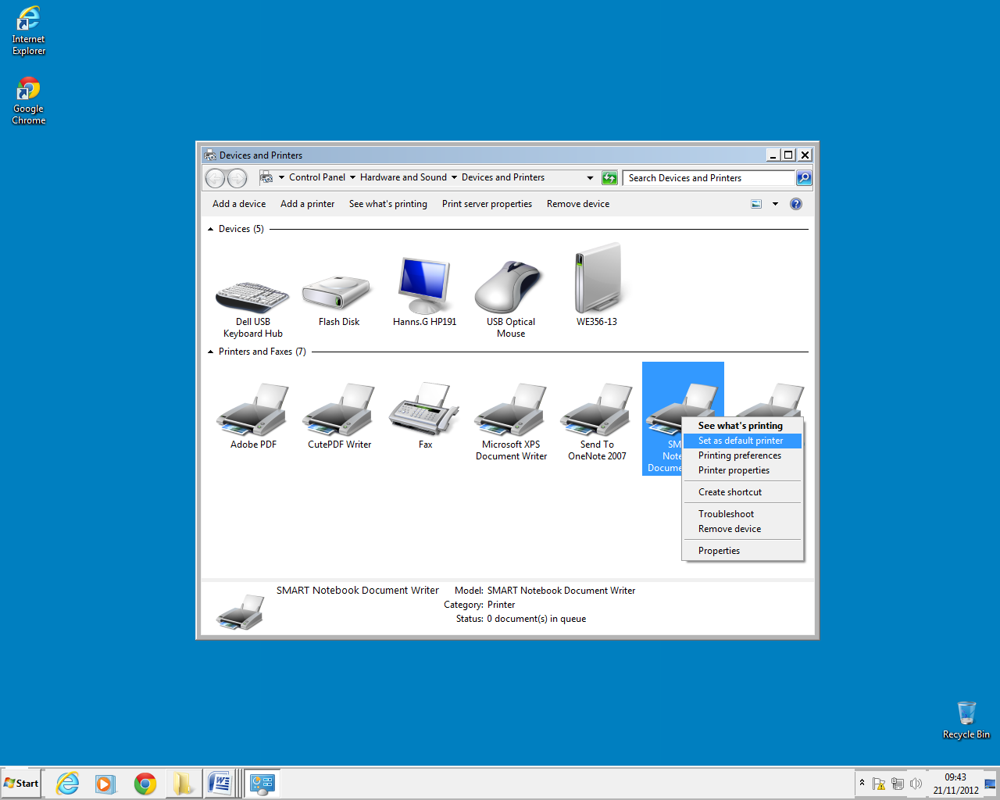 Internet
Explorer
Google
Chrome
Devices and Printers
Control Panel
Hardware and Sound
Devices and Printers
Search Devices and Printers
Add a device
Add a printer
See what's printing
Print server properties
Remove device
Devices (5)
Dell USB
Keyboard Hub
Flash Disk
Hanns.G HP191
USB Optical
Mouse
WE356-13
Printers and Faxes (7)
Adobe PDF
CutePDF Writer
Fax
Microsoft XPS
Document Writer
Send To
OneNote 2007
See what's printing
Set as default printer
Printing preferences
Printer properties
Create shortcut
Troubleshoot
Remove device
Properties
SMART Notebook Document Writer
Model: SMART Notebook Document Writer
Category: Printer
Status: 0 document(s) in queue
Recycle Bin
Start
09:43
21/11/2012